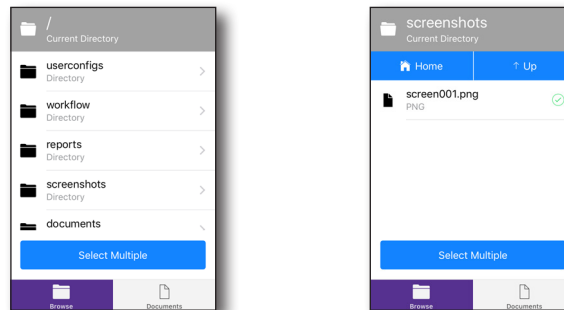 /
Current Directory
userconfigs
Directory
workflow
Directory
reports
Directory
screenshots
Directory
documents
Select Multiple
Browse
Documents
screenshots
Current Directory
Home
↑ Up
screen001.png
PNG
Select Multiple
Browse
Documents